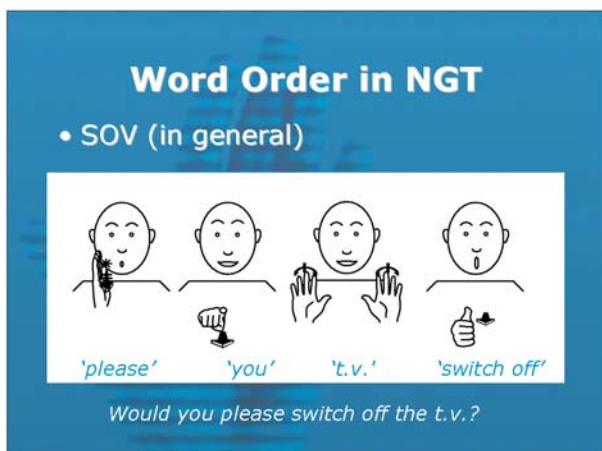 Word Order in NGT
• SOV (in general)
‘please’ ‘you’ ‘t.v.' ‘switch off’
Would you please switch off the t.v.?